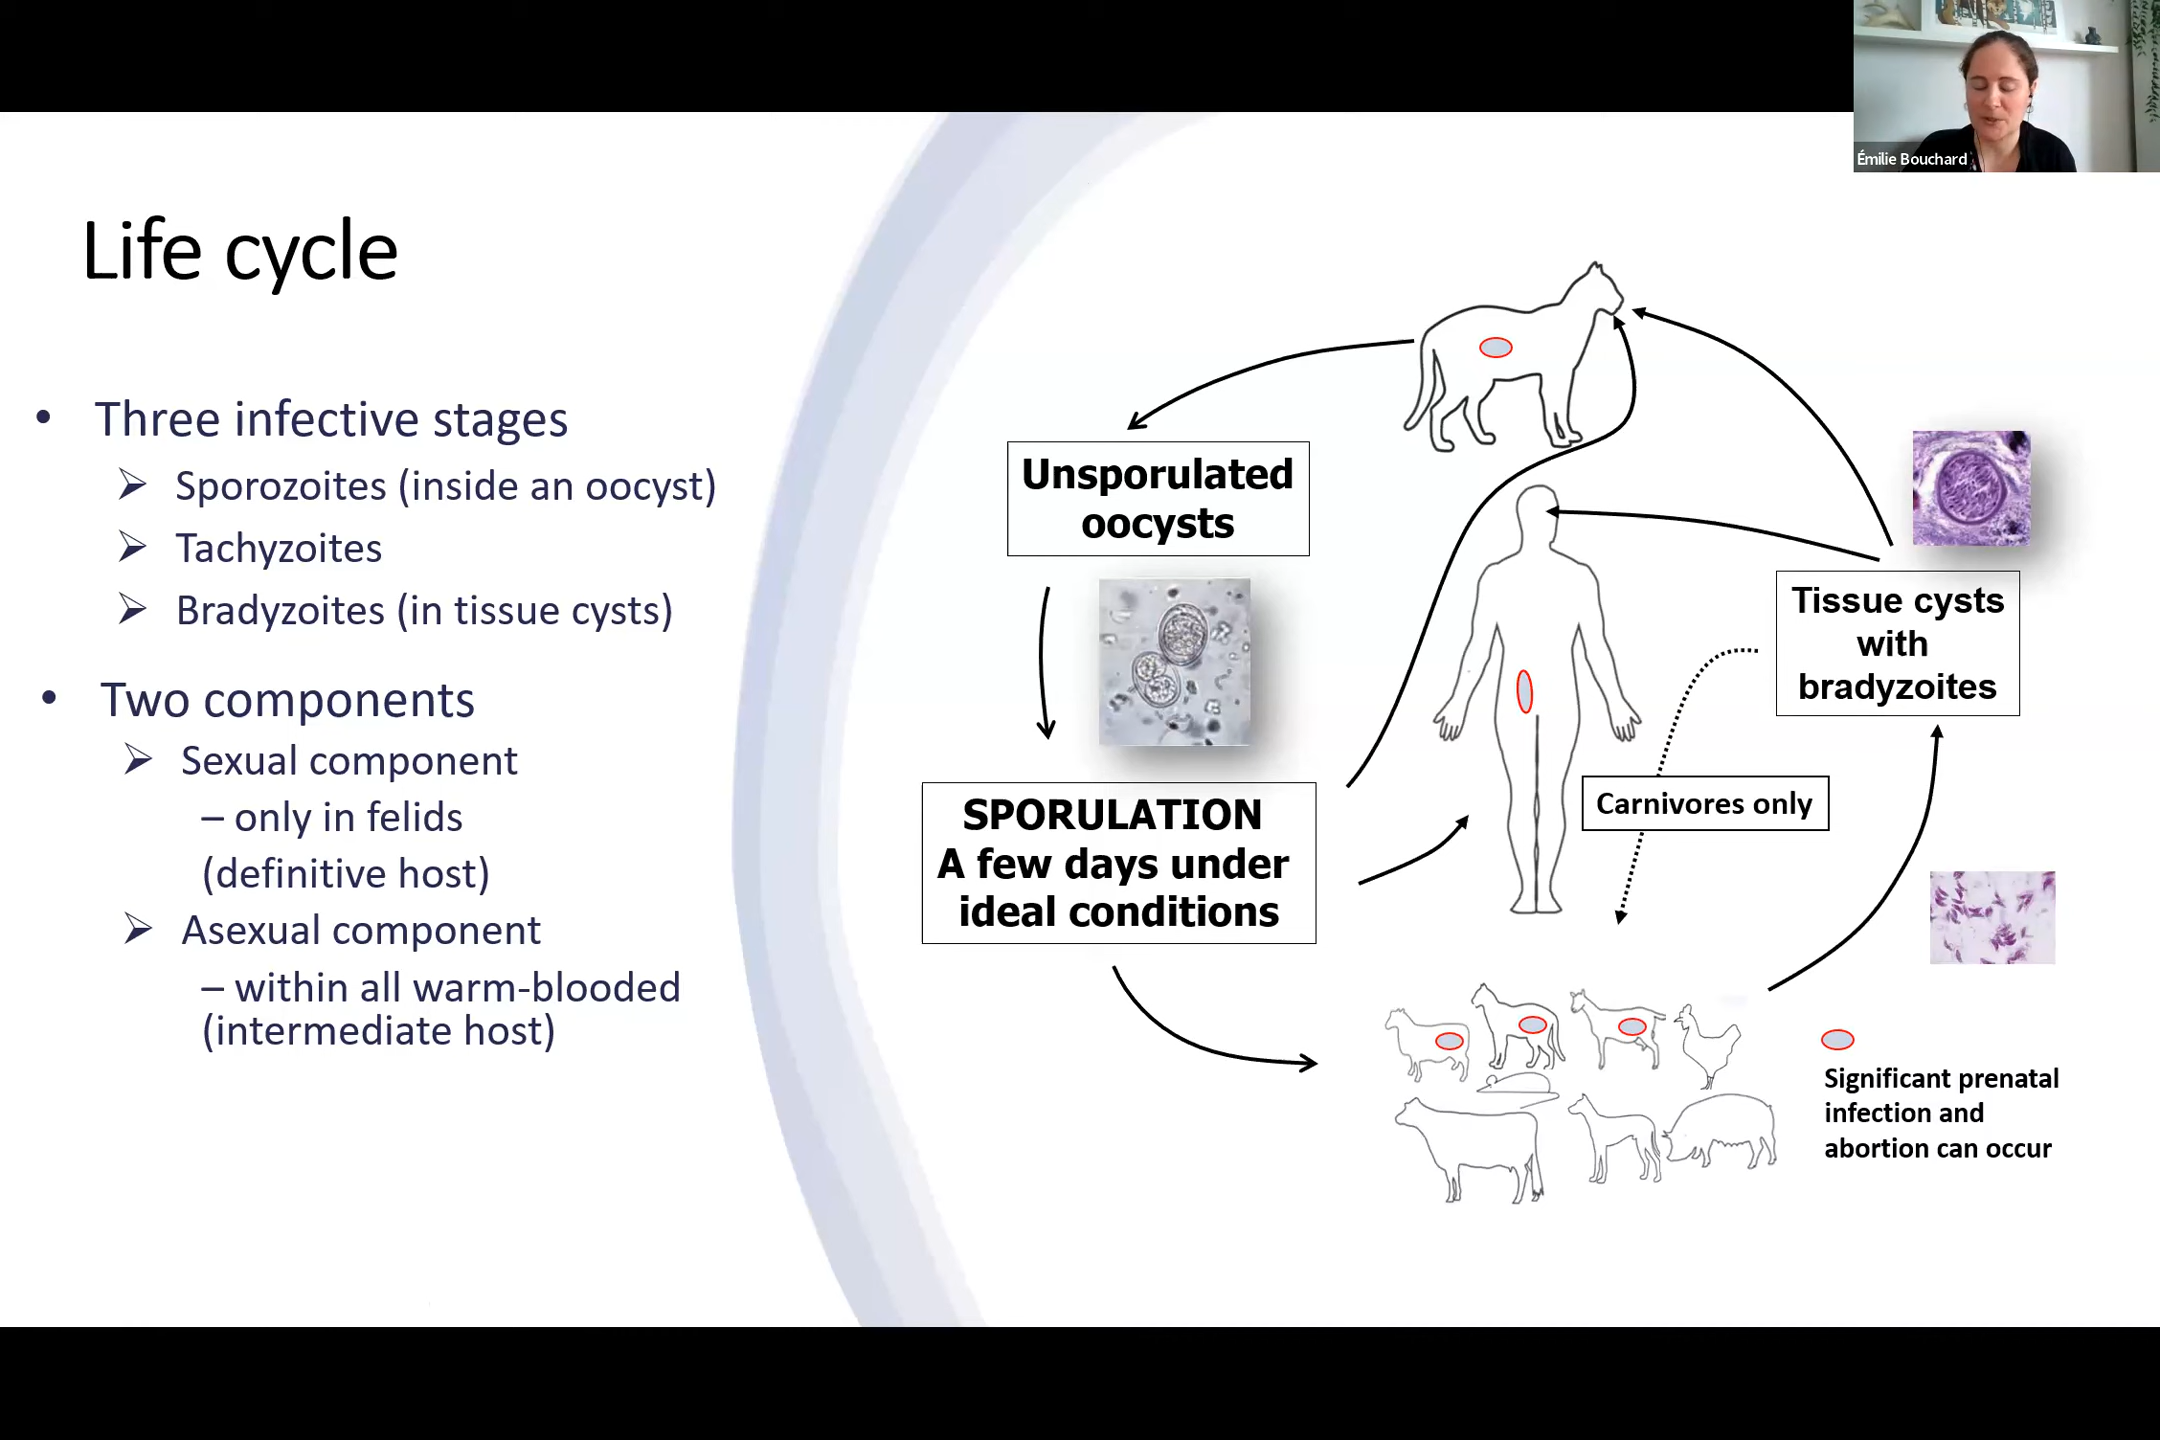 Émilie Bouchard
Life cycle
• Three infective stages
➢ Sporozoites (inside an oocyst)
➢ Tachyzoites
➢ Bradyzoites (in tissue cysts)
• Two components
➢ Sexual component
– only in felids
(definitive host)
➢ Asexual component
– within all warm-blooded
(intermediate host)
Unsporulated
oocysts
SPORULATION
A few days under
ideal conditions
Tissue cysts
with
bradyzoites
Carnivores only
Significant prenatal
infection and
abortion can occur